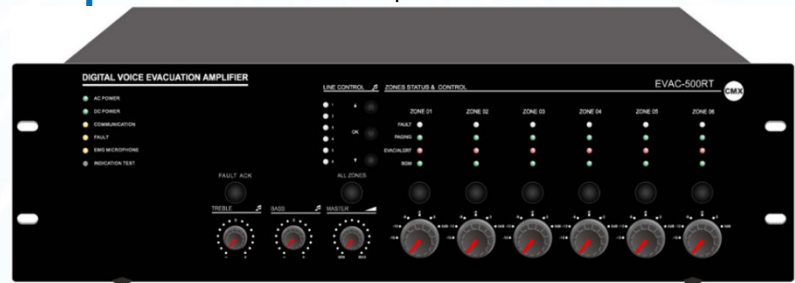 DIGITAL VOICE EVACUATION AMPLIFIER
AC POWER
DC POWER
COMMUNICATION
FAULT
EMG MICROPHONE
INDICATION TEST
LINE CONTROL
OK
ZONES STATUS & CONTROL
EVAC-500RT
CMX
ZONE 01
ZONE 02
ZONE 03
ZONE 04
ZONE 05
ZONE 06
FAULT
PAGING
EVAC/ALERT
BGM
FAULT ACK
ALL ZONES
TREBLE
BASS
MASTER
MIN
MAX